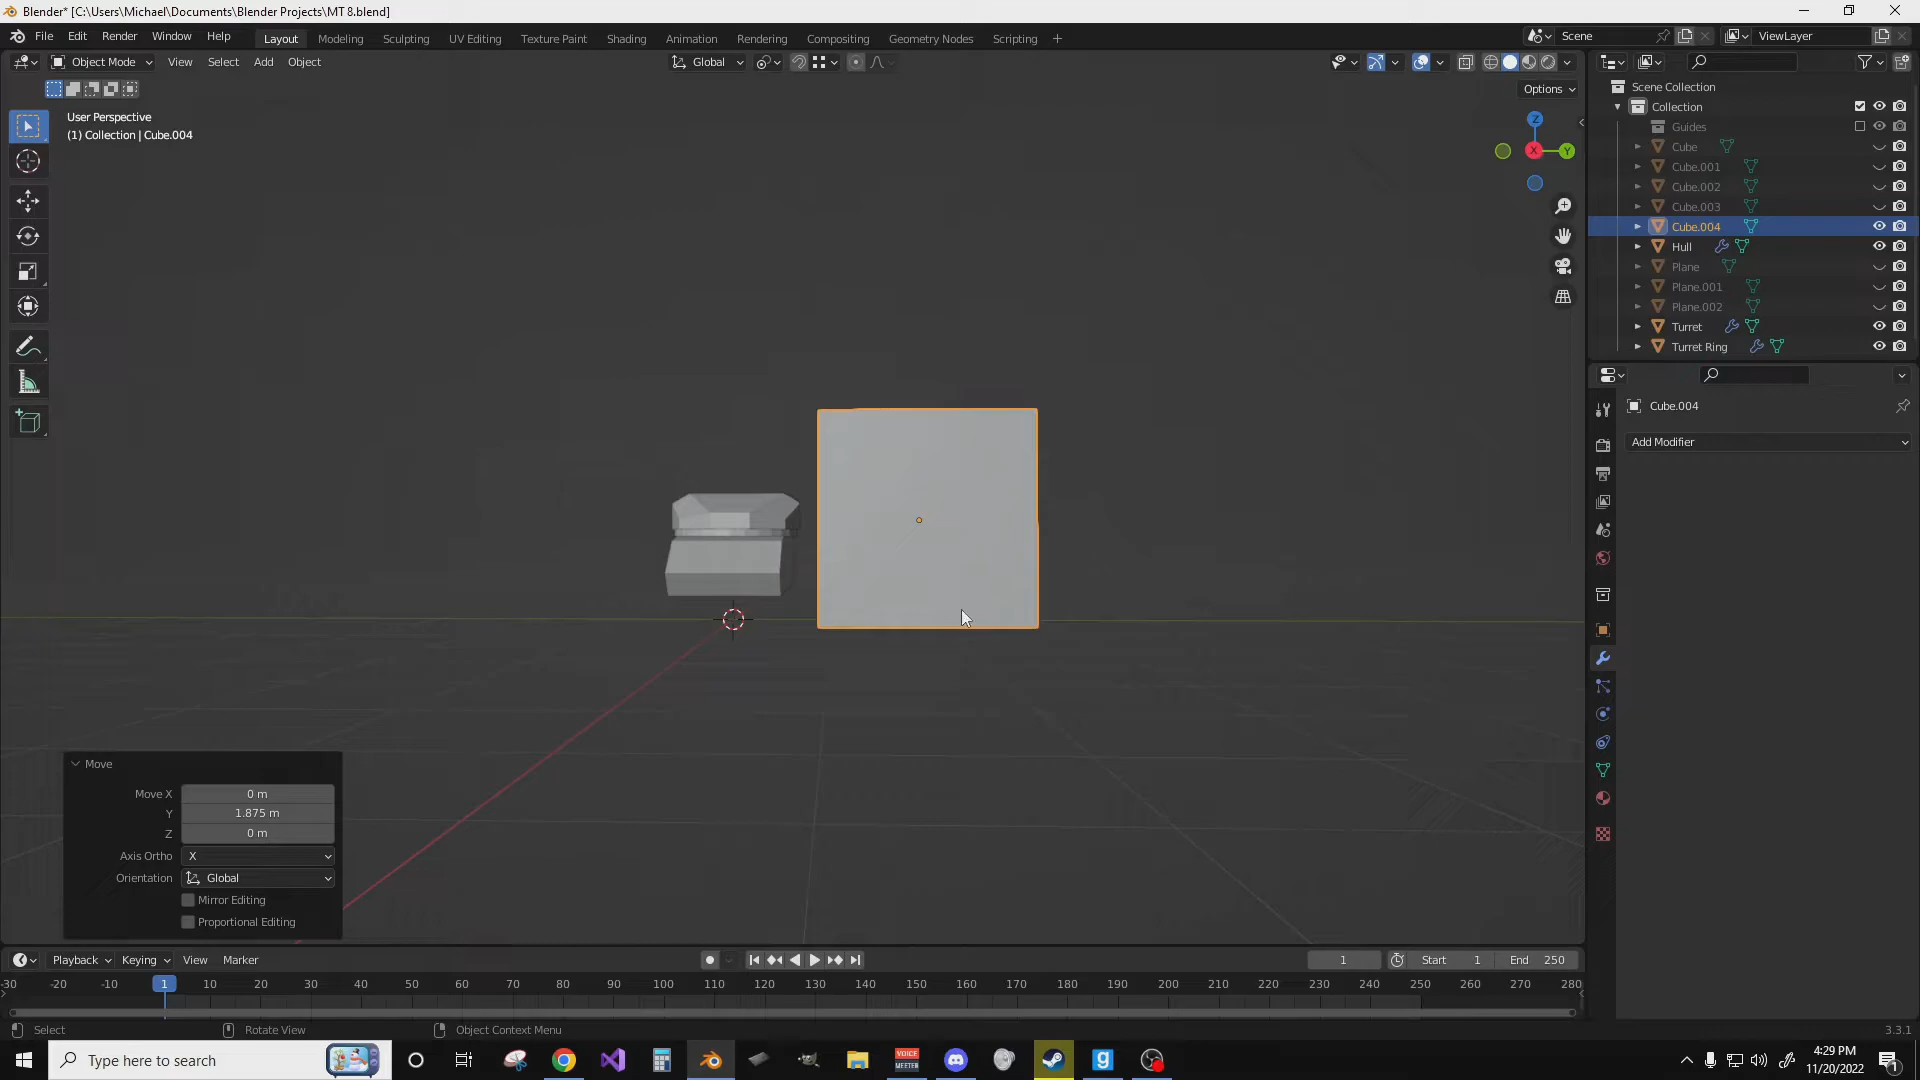 Blender* [C:\Users\Michael\Documents\Blender Projects\MT 8.blend]
File Edit Render Window Help
Layout Modeling Sculpting UV Editing Texture Paint Shading Animation Rendering Compositing Geometry Nodes Scripting +
Scene
ViewLayer
Object Mode View Select Add Object
Global
Options
User Perspective
(1) Collection | Cube.004
Z
X
Y
Scene Collection
Collection
Guides
Cube
Cube.001
Cube.002
Cube.003
Cube.004
Hull
Plane
Plane.001
Plane.002
Turret
Turret Ring
Cube.004
Add Modifier
Move
Move X 0 m
Y 1.875 m
Z 0 m
Axis Ortho X
Orientation Global
Mirror Editing
Proportional Editing
Playback Keying View Marker
1 Start 1 End 250
-30 -20 -10 1 10 20 30 40 50 60 70 80 90 100 110 120 130 140 150 160 170 180 190 200 210 220 230 240 250 260 270 280
Select Rotate View Object Context Menu
3.3.1
Type here to search
VOICE
MEETER
g
4:29 PM
11/20/2022
1